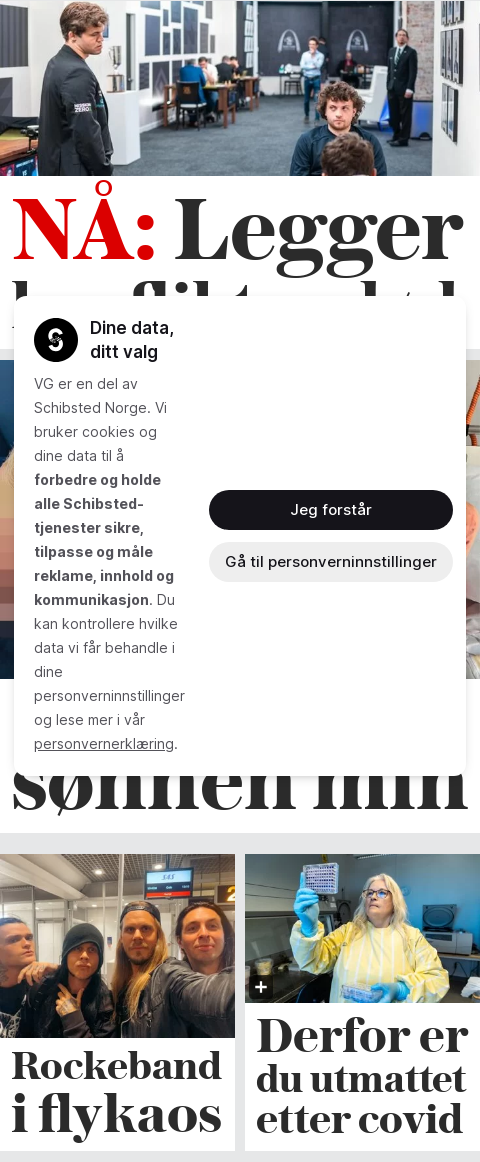 NÅ: Legger
Dine data,
ditt valg
VG er en del av
Schibsted Norge. Vi
bruker cookies og
dine data til å
forbedre og holde
alle Schibsted-
tjenester sikre,
tilpasse og måle
reklame, innhold og
kommunikasjon. Du
kan kontrollere hvilke
data vi får behandle i
dine
personverninnstillinger
og lese mer i vår
personvernerklæring.
Jeg forstår
Gå til personverninnstillinger
sønnen min
SAS
Rockeband
i flykaos
Derfor er
du utmattet
etter covid